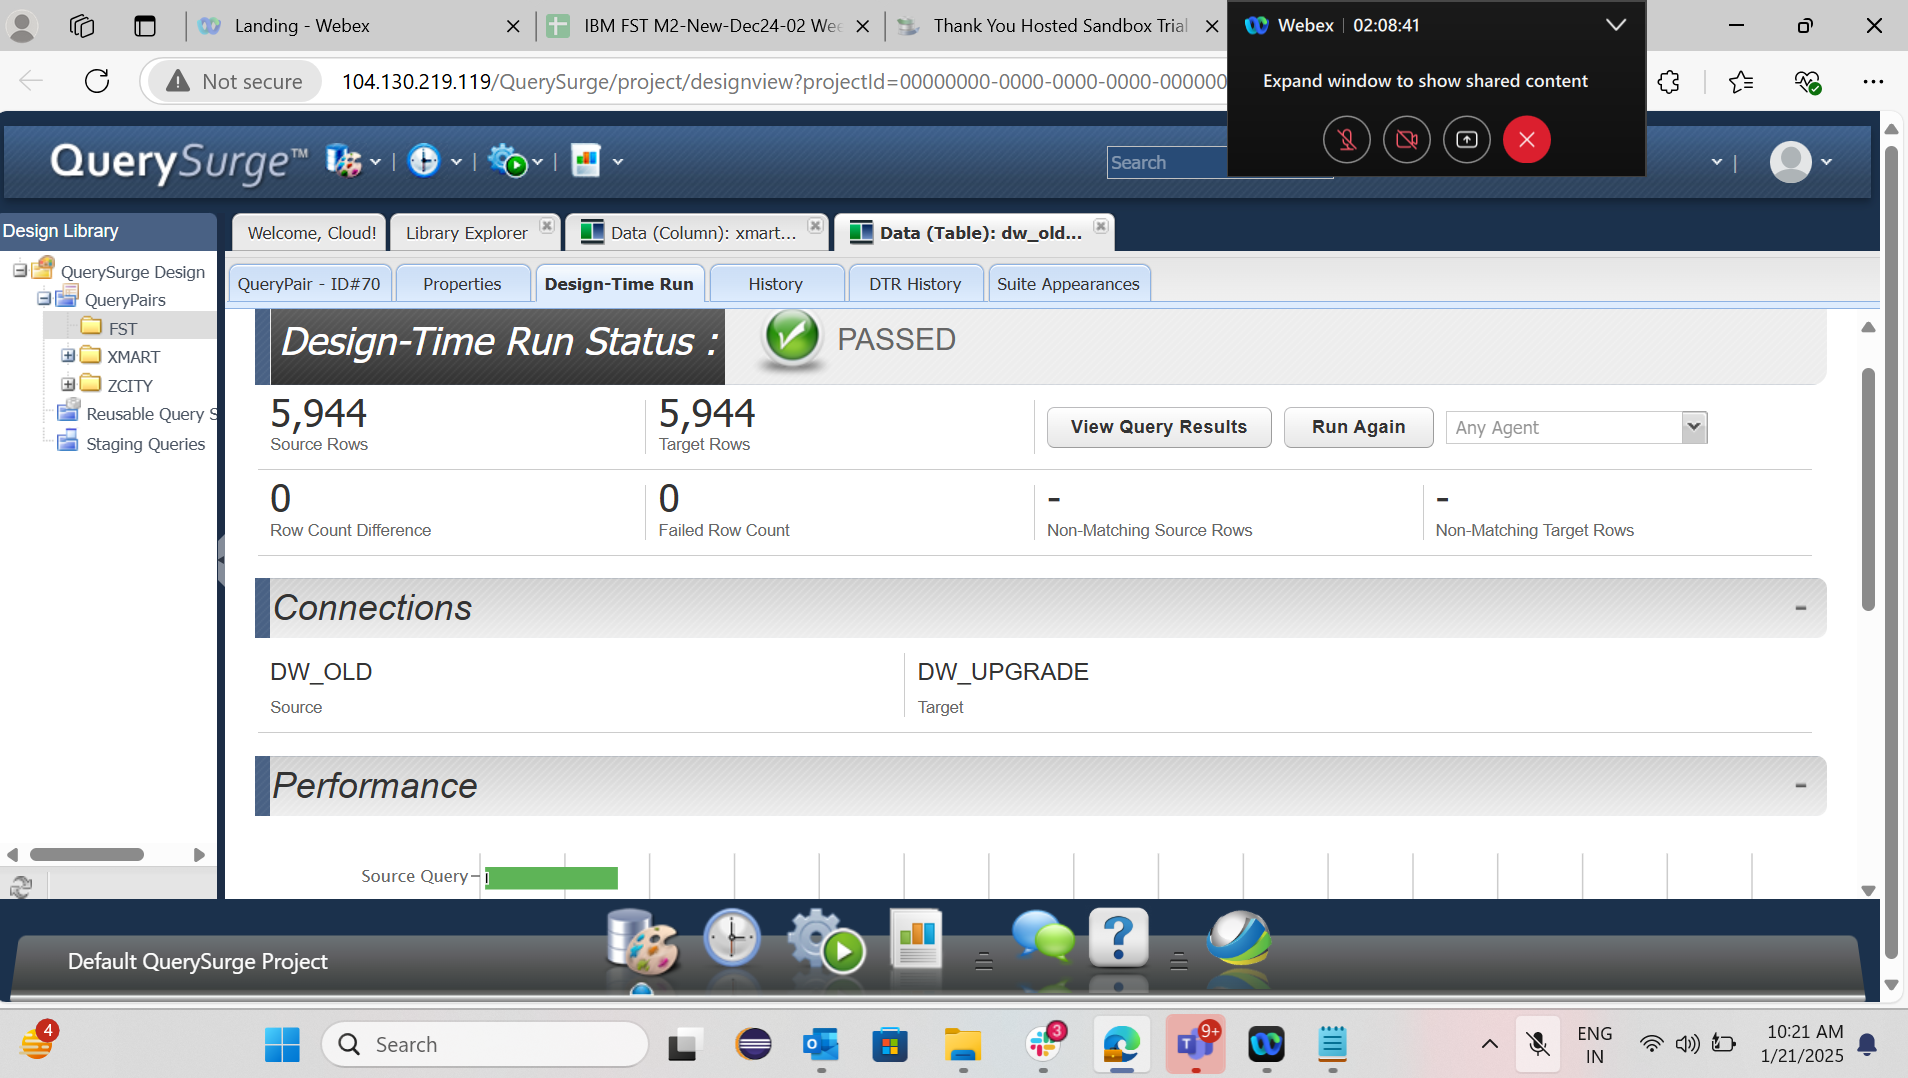 Landing - Webex
IBM FST M2-New-Dec24-02 Wee
Thank You Hosted Sandbox Trial
Webex | 02:08:41
Expand window to show shared content
Not secure
104.130.219.119/QuerySurge/project/designview?projectId=00000000-0000-0000-0000-000000
QuerySurge™
Search
Design Library
Welcome, Cloud!
Library Explorer
Data (Column): xmart...
Data (Table): dw_old...
QuerySurge Design
QueryPairs
FST
XMART
ZCITY
Reusable Query S
Staging Queries
QueryPair - ID#70
Properties
Design-Time Run
History
DTR History
Suite Appearances
Design-Time Run Status :
PASSED
5,944
Source Rows
5,944
Target Rows
View Query Results
Run Again
Any Agent
0
Row Count Difference
0
Failed Row Count
-
Non-Matching Source Rows
-
Non-Matching Target Rows
Connections
-
DW_OLD
Source
DW_UPGRADE
Target
Performance
-
Source Query
Default QuerySurge Project
?
4
Search
3
9+
ENG
IN
10:21 AM
1/21/2025